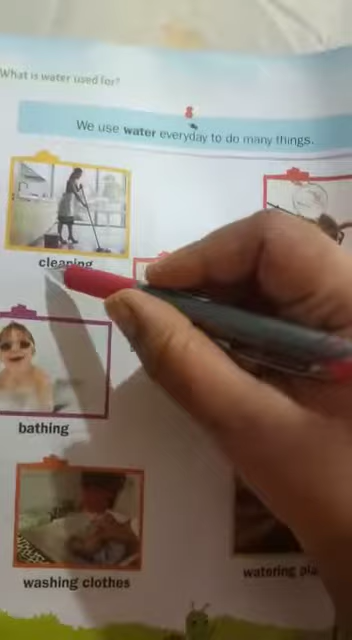 What is water used for?
We use water everyday to do many things.
cleaning
bathing
washing clothes
watering